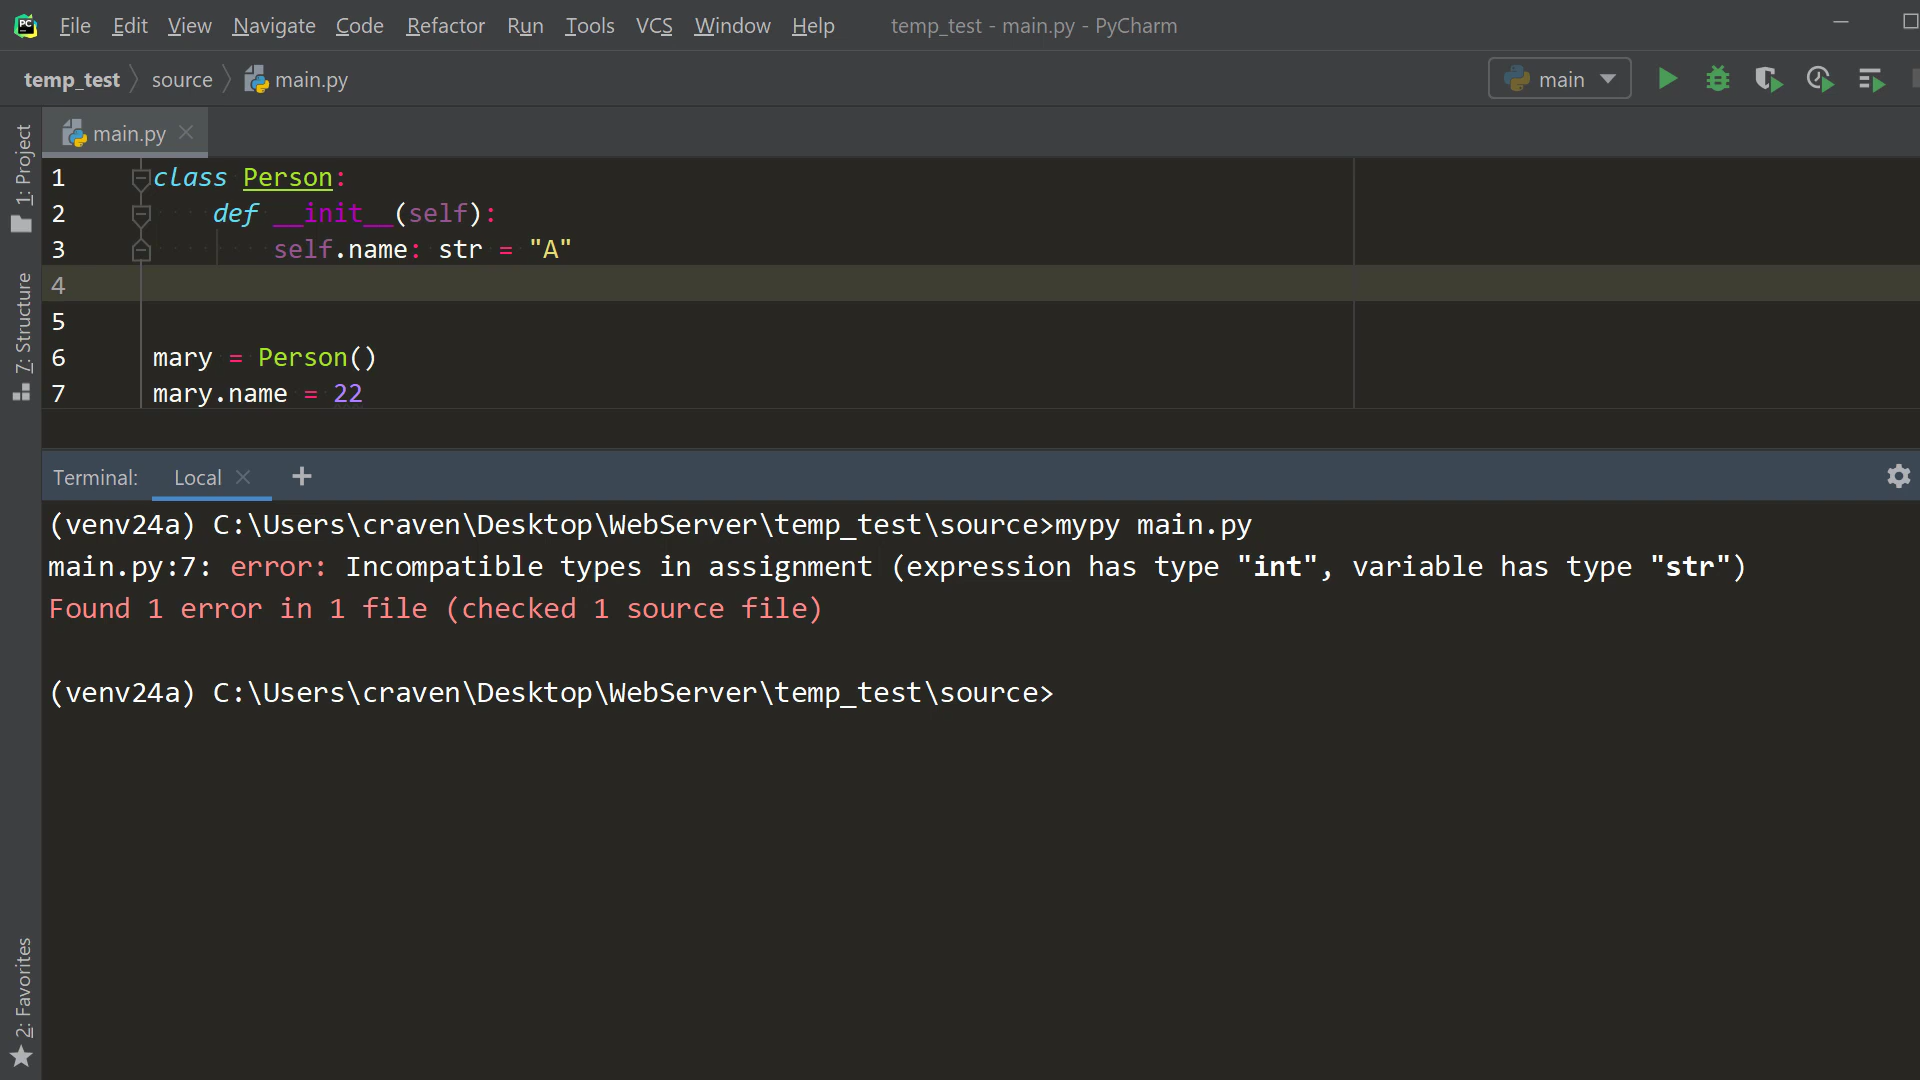 PC File Edit View Navigate Code Refactor Run Tools VCS Window Help temp_test - main.py - PyCharm
temp_test source main.py main
main.py
1: Project
7: Structure
2: Favorites
1 class Person:
2 def __init__(self):
3 self.name: str = "A"
4
5
6 mary = Person()
7 mary.name = 22
Terminal: Local +
(venv24a) C:\Users\craven\Desktop\WebServer\temp_test\source>mypy main.py
main.py:7: error: Incompatible types in assignment (expression has type "int", variable has type "str")
Found 1 error in 1 file (checked 1 source file)
(venv24a) C:\Users\craven\Desktop\WebServer\temp_test\source>